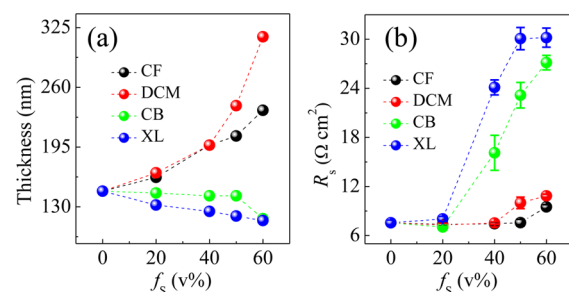 (a)
Thickness (nm)
325
260
195
130
CF
DCM
CB
XL
0 20 40 60
fₛ (v%)
(b)
Rₛ (Ω cm²)
30
24
18
12
6
CF
DCM
CB
XL
0 20 40 60
fₛ (v%)